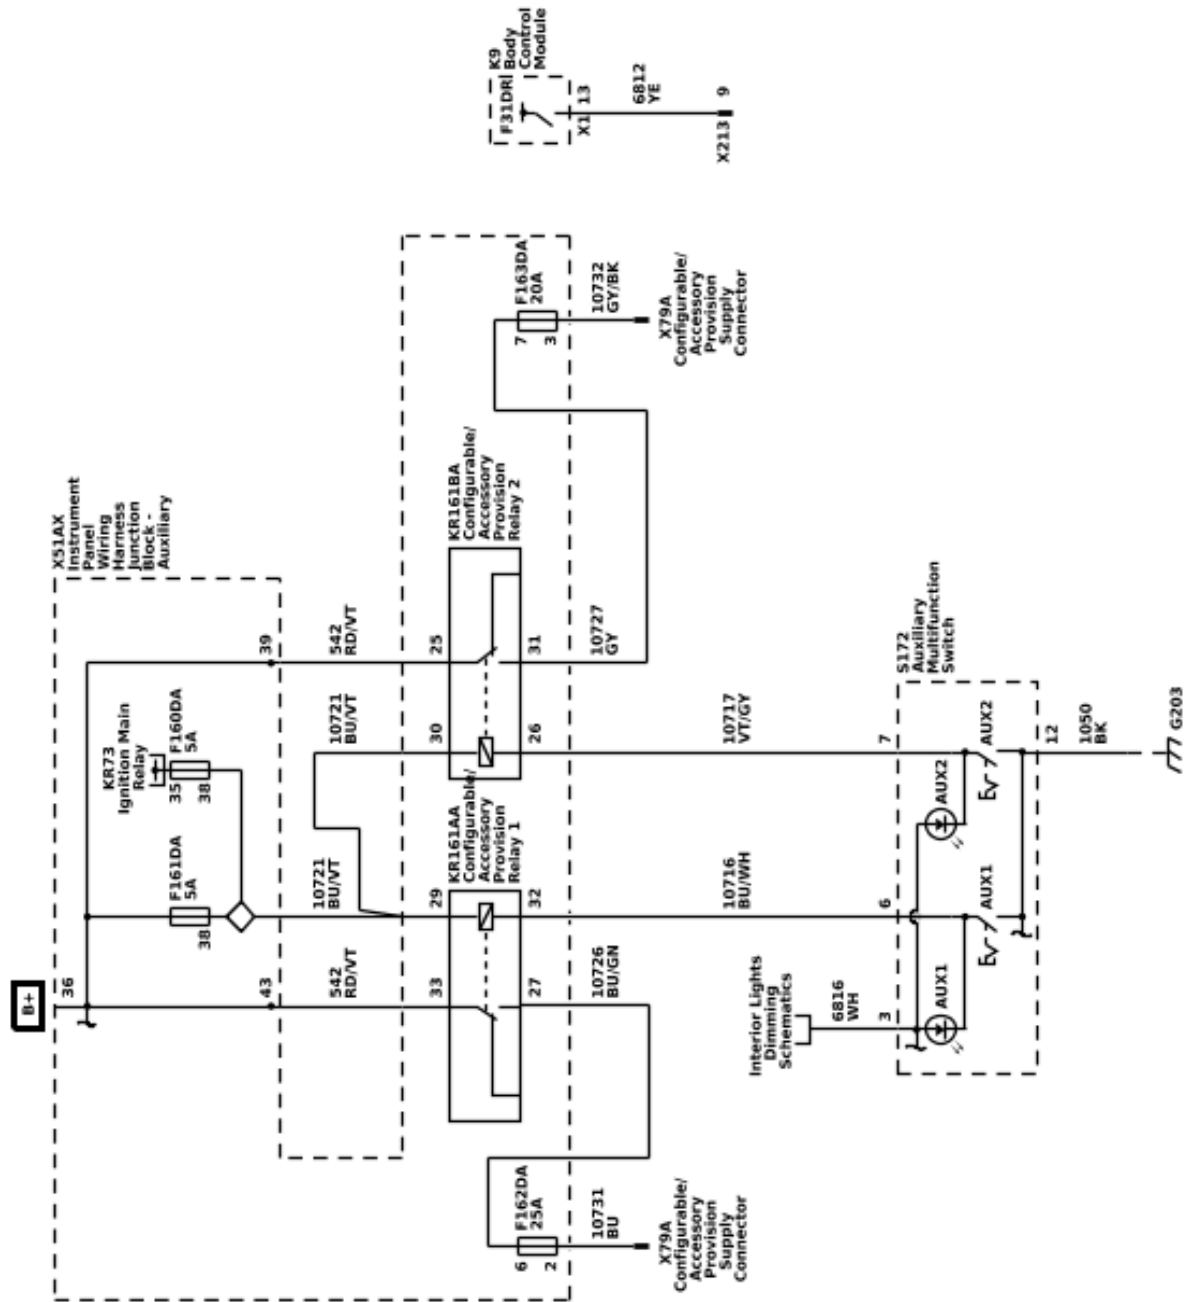 K9
Body
Control
Module
F31DR
X1
13
6812
YE
X213
9
X51AX
Instrument
Panel
Wiring
Harness
Junction
Block -
Auxiliary
B+
36
F161DA
5A
38
KR73
Ignition Main
Relay
F160DA
5A
35
38
43
39
542
RD/VT
10721
BU/VT
10721
BU/VT
542
RD/VT
33
29
30
25
KR161AA
Configurable/
Accessory
Provision
Relay 1
KR161BA
Configurable/
Accessory
Provision
Relay 2
27
32
26
31
F162DA
25A
6
2
F163DA
20A
7
3
10731
BU
10726
BU/GN
10727
GY
10732
GY/BK
X79A
Configurable/
Accessory
Provision
Supply
Connector
X79A
Configurable/
Accessory
Provision
Supply
Connector
Interior Lights
Dimming
Schematics
6816
WH
10716
BU/WH
10717
VT/GY
3
6
7
S172
Auxiliary
Multifunction
Switch
AUX1
AUX2
AUX1
AUX2
12
1050
BK
G203